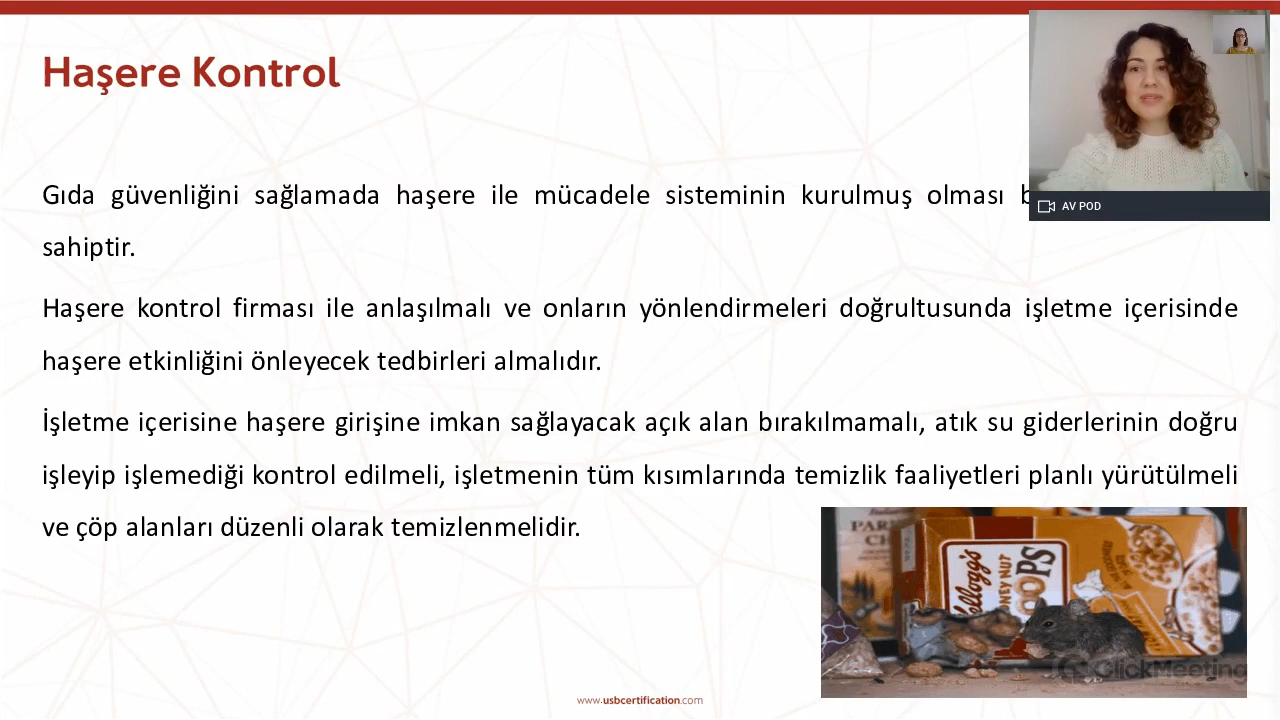 Haşere Kontrol
AV POD
Gıda güvenliğini sağlamada haşere ile mücadele sisteminin kurulmuş olması
sahiptir.
Haşere kontrol firması ile anlaşılmalı ve onların yönlendirmeleri doğrultusunda işletme içerisinde
haşere etkinliğini önleyecek tedbirleri almalıdır.
İşletme içerisine haşere girişine imkan sağlayacak açık alan bırakılmamalı, atık su giderlerinin doğru
işleyip işlemediği kontrol edilmeli, işletmenin tüm kısımlarında temizlik faaliyetleri planlı yürütülmeli
ve çöp alanları düzenli olarak temizlenmelidir.
Kellogg's
NUT
ClickMeeting
www.usbcertification.com